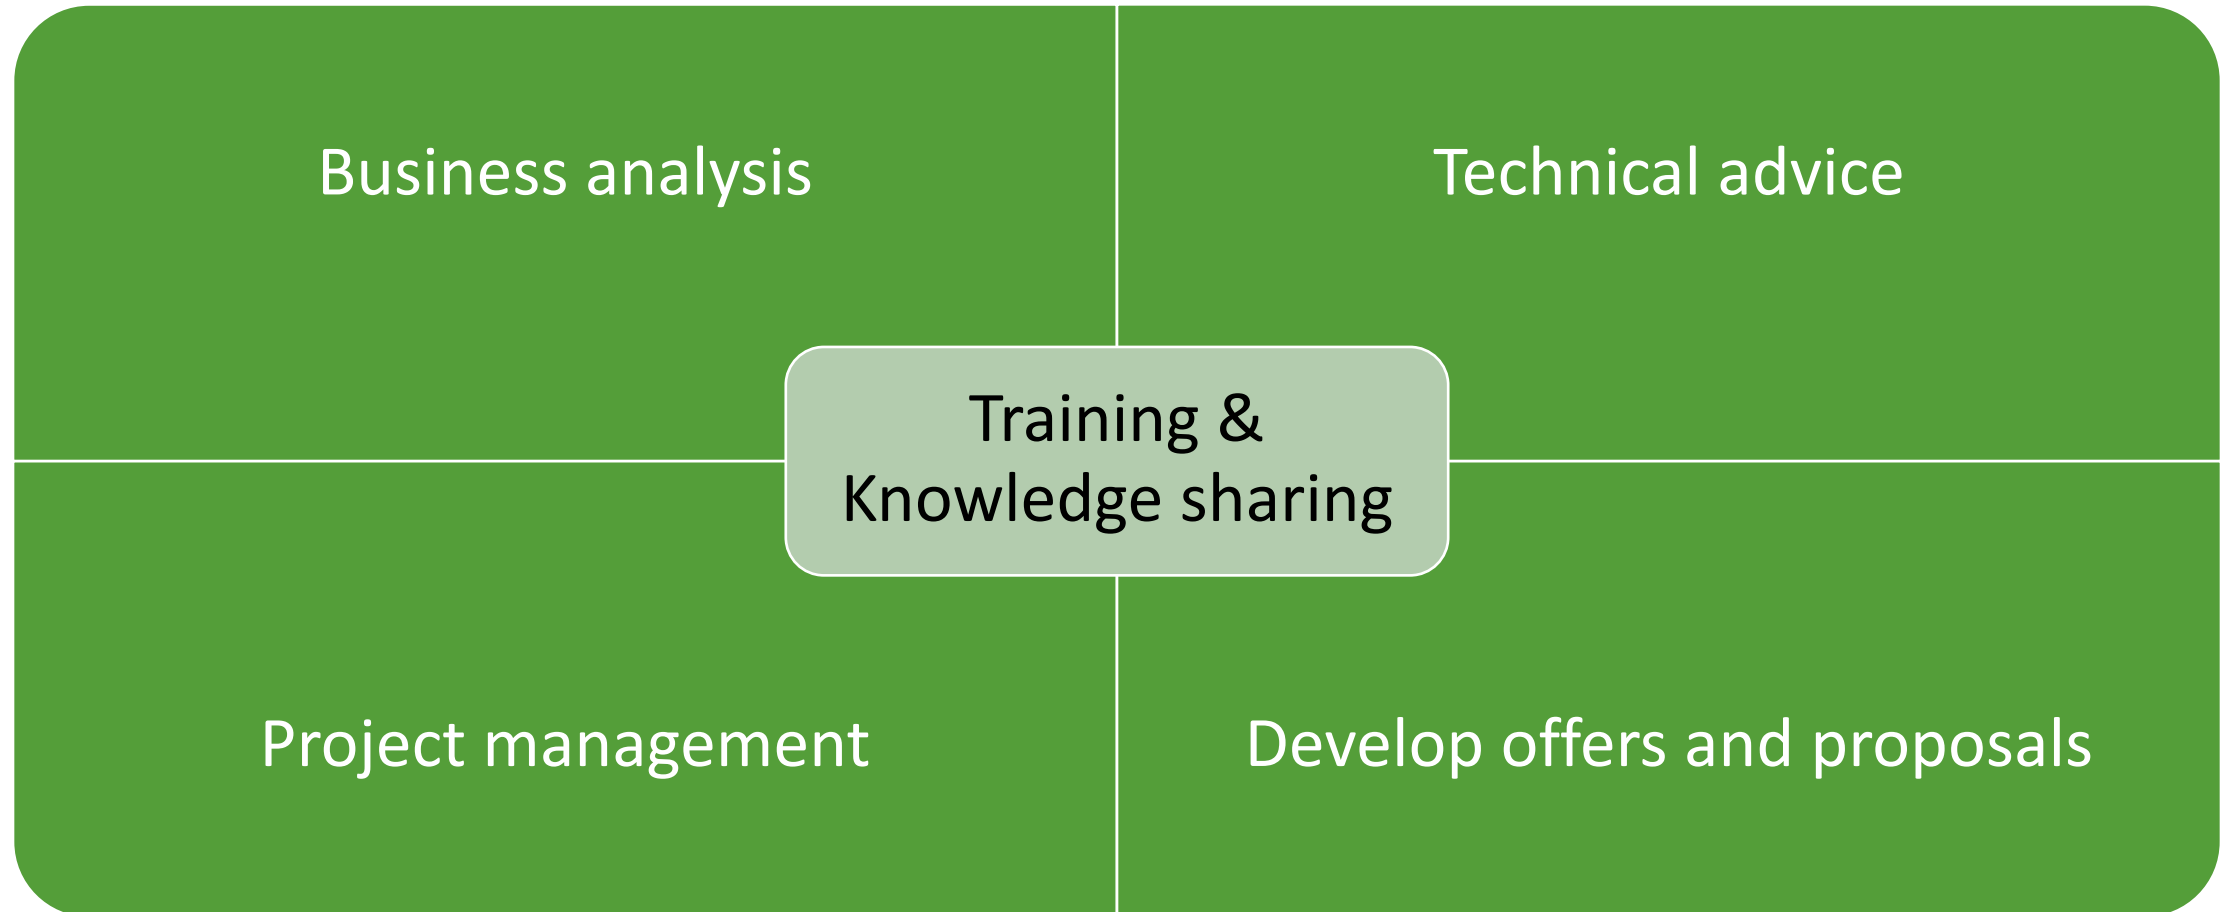 Business analysis
Technical advice
Training &
Knowledge sharing
Project management
Develop offers and proposals